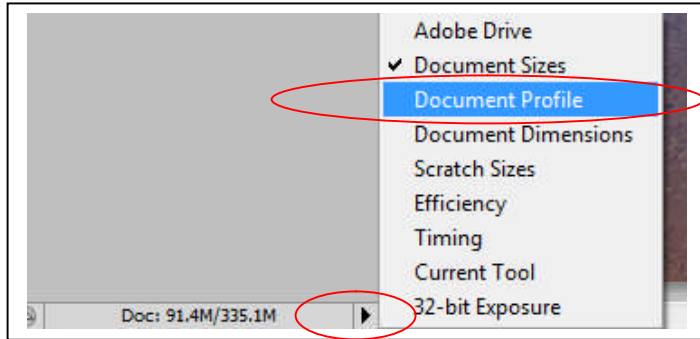 Adobe Drive
✔ Document Sizes
Document Profile
Document Dimensions
Scratch Sizes
Efficiency
Timing
Current Tool
32-bit Exposure
Doc: 91.4M/335.1M